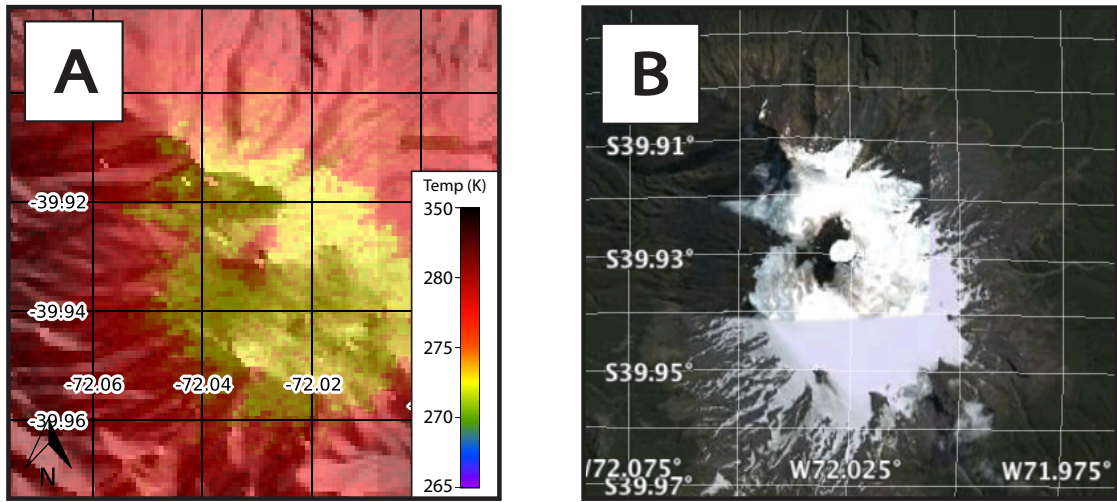 A
Temp (K)
350
-39.92
280
-39.94
275
-72.06
-72.04
-72.02
270
-39.96
N
265
B
S39.91°
S39.93°
S39.95°
/72.075°
W72.025°
W71.975°
S39.97°